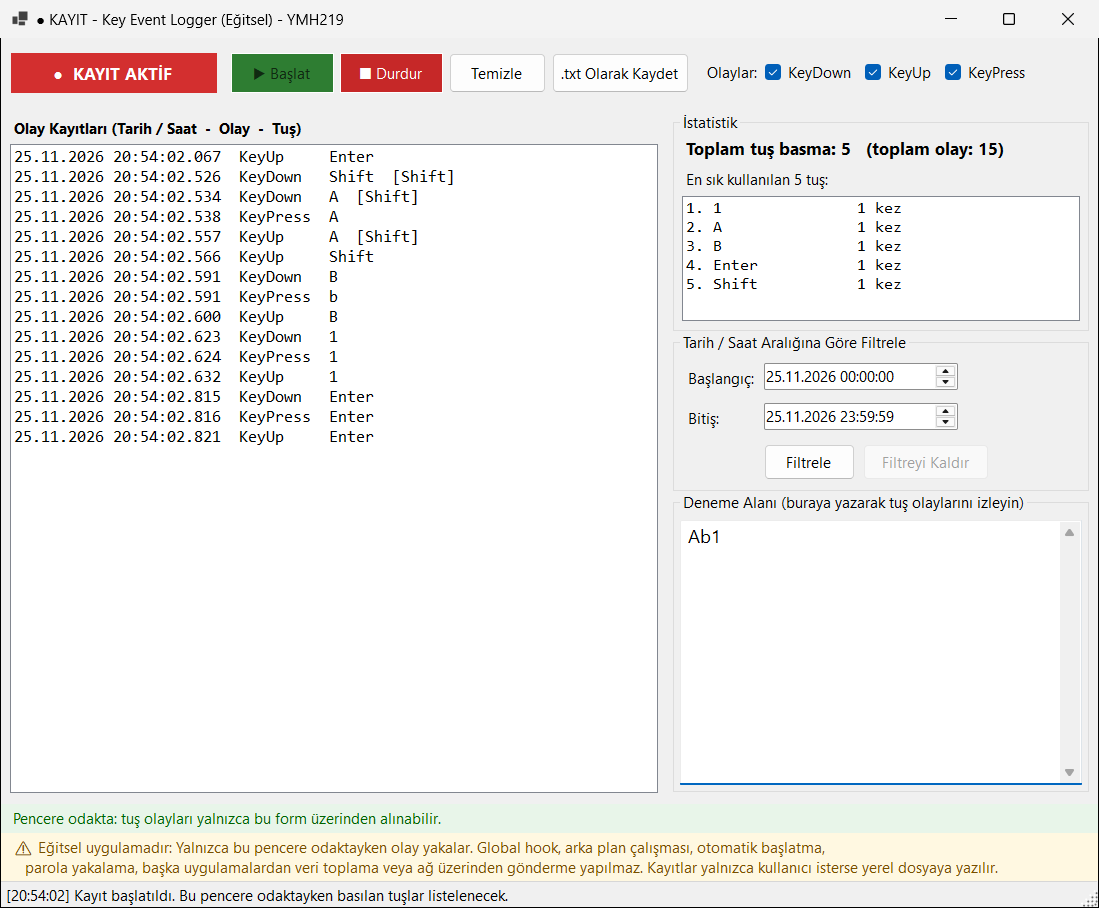 ● KAYIT - Key Event Logger (Eğitsel) - YMH219
● KAYIT AKTİF
▶ Başlat
■ Durdur
Temizle
.txt Olarak Kaydet
Olaylar:
KeyDown
KeyUp
KeyPress
Olay Kayıtları (Tarih / Saat - Olay - Tuş)
25.11.2026 20:54:02.067 KeyUp Enter
25.11.2026 20:54:02.526 KeyDown Shift [Shift]
25.11.2026 20:54:02.534 KeyDown A [Shift]
25.11.2026 20:54:02.538 KeyPress A
25.11.2026 20:54:02.557 KeyUp A [Shift]
25.11.2026 20:54:02.566 KeyUp Shift
25.11.2026 20:54:02.591 KeyDown B
25.11.2026 20:54:02.591 KeyPress b
25.11.2026 20:54:02.600 KeyUp B
25.11.2026 20:54:02.623 KeyDown 1
25.11.2026 20:54:02.624 KeyPress 1
25.11.2026 20:54:02.632 KeyUp 1
25.11.2026 20:54:02.815 KeyDown Enter
25.11.2026 20:54:02.816 KeyPress Enter
25.11.2026 20:54:02.821 KeyUp Enter
İstatistik
Toplam tuş basma: 5 (toplam olay: 15)
En sık kullanılan 5 tuş:
1. 1 1 kez
2. A 1 kez
3. B 1 kez
4. Enter 1 kez
5. Shift 1 kez
Tarih / Saat Aralığına Göre Filtrele
Başlangıç: 25.11.2026 00:00:00
Bitiş: 25.11.2026 23:59:59
Filtrele
Filtreyi Kaldır
Deneme Alanı (buraya yazarak tuş olaylarını izleyin)
Ab1
Pencere odakta: tuş olayları yalnızca bu form üzerinden alınabilir.
⚠ Eğitsel uygulamadır: Yalnızca bu pencere odaktayken olay yakalar. Global hook, arka plan çalışması, otomatik başlatma,
parola yakalama, başka uygulamalardan veri toplama veya ağ üzerinden gönderme yapılmaz. Kayıtlar yalnızca kullanıcı isterse yerel dosyaya yazılır.
[20:54:02] Kayıt başlatıldı. Bu pencere odaktayken basılan tuşlar listelenecek.